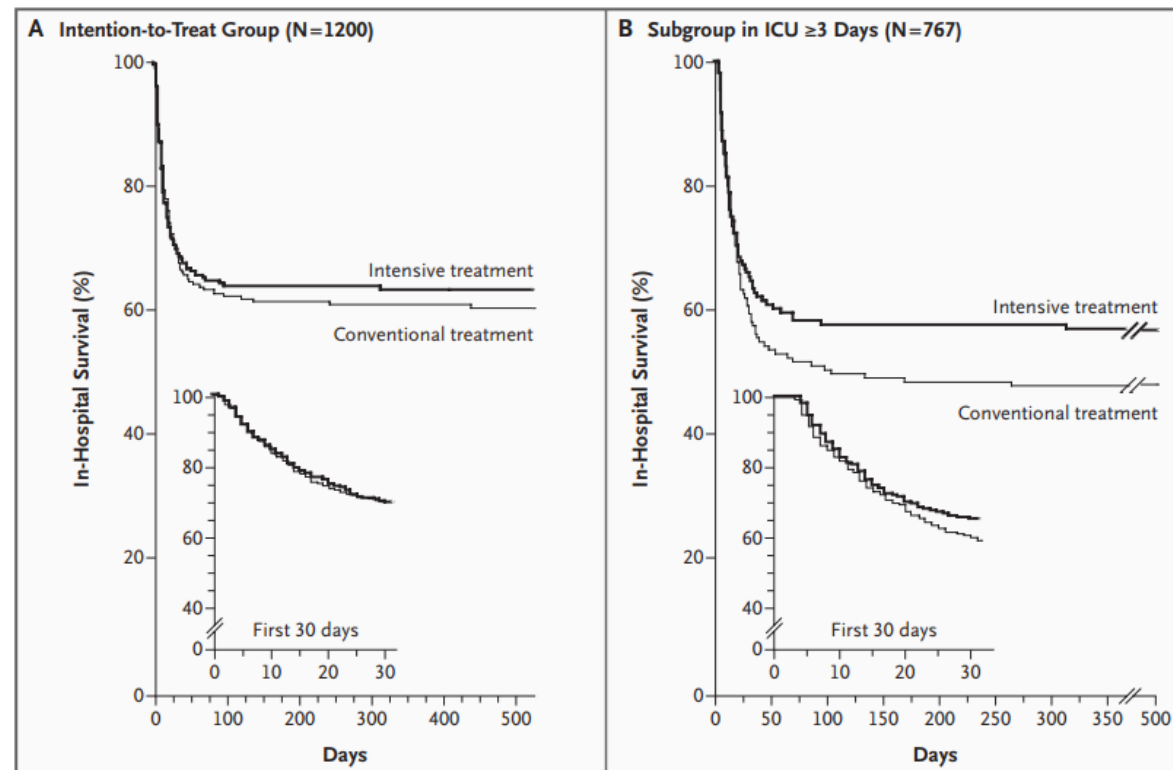 A Intention-to-Treat Group (N=1200)
100
80
60
40
20
0
In-Hospital Survival (%)
Intensive treatment
Conventional treatment
100
80
60
40
0
First 30 days
0 10 20 30
0 100 200 300 400 500
Days
B Subgroup in ICU ≥3 Days (N=767)
100
80
60
40
20
0
In-Hospital Survival (%)
Intensive treatment
Conventional treatment
100
80
60
40
0
First 30 days
0 10 20 30
0 50 100 150 200 250 300 350 500
Days